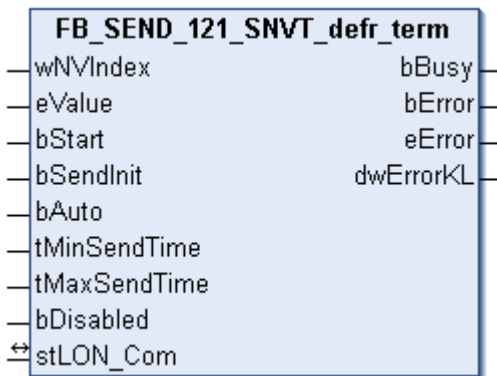 FB_SEND_121_SNVT_defr_term
wNVIndex bBusy
eValue bError
bStart eError
bSendInit dwErrorKL
bAuto
tMinSendTime
tMaxSendTime
bDisabled
stLON_Com